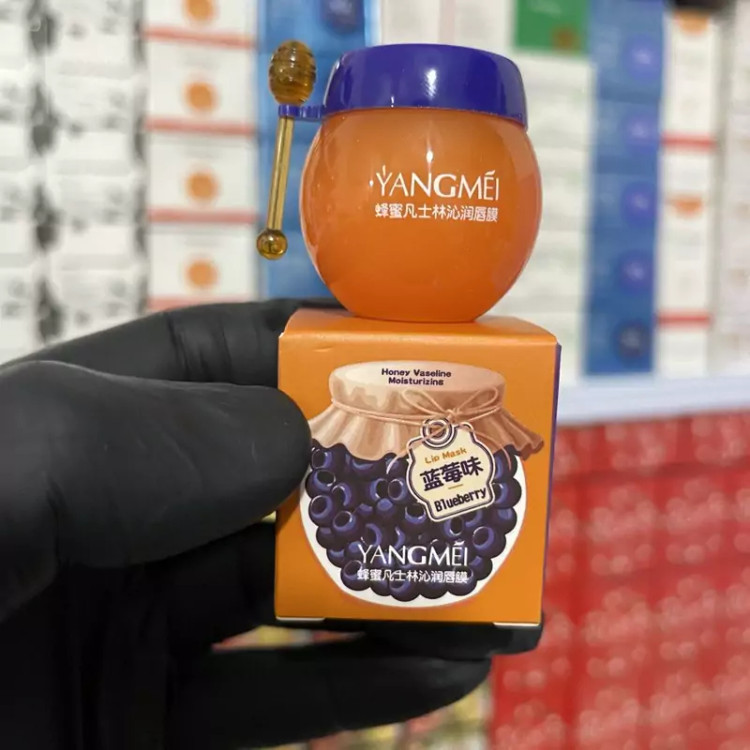 YANGMEI
蜂蜜凡士林沁润唇膜
Honey Vaseline
Moisturizing
Lip Mask
蓝莓味
Blueberry
YANGMEI
蜂蜜凡士林沁润唇膜